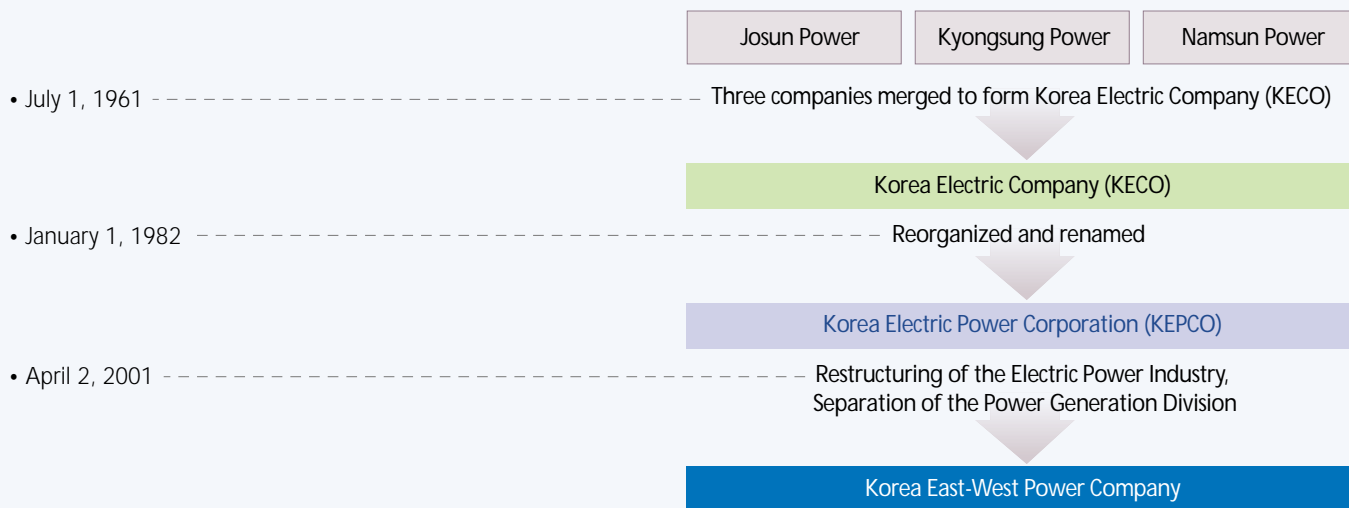 Josun Power
Kyongsung Power
Namsun Power
• July 1, 1961
Three companies merged to form Korea Electric Company (KECO)
Korea Electric Company (KECO)
• January 1, 1982
Reorganized and renamed
Korea Electric Power Corporation (KEPCO)
• April 2, 2001
Restructuring of the Electric Power Industry,
Separation of the Power Generation Division
Korea East-West Power Company